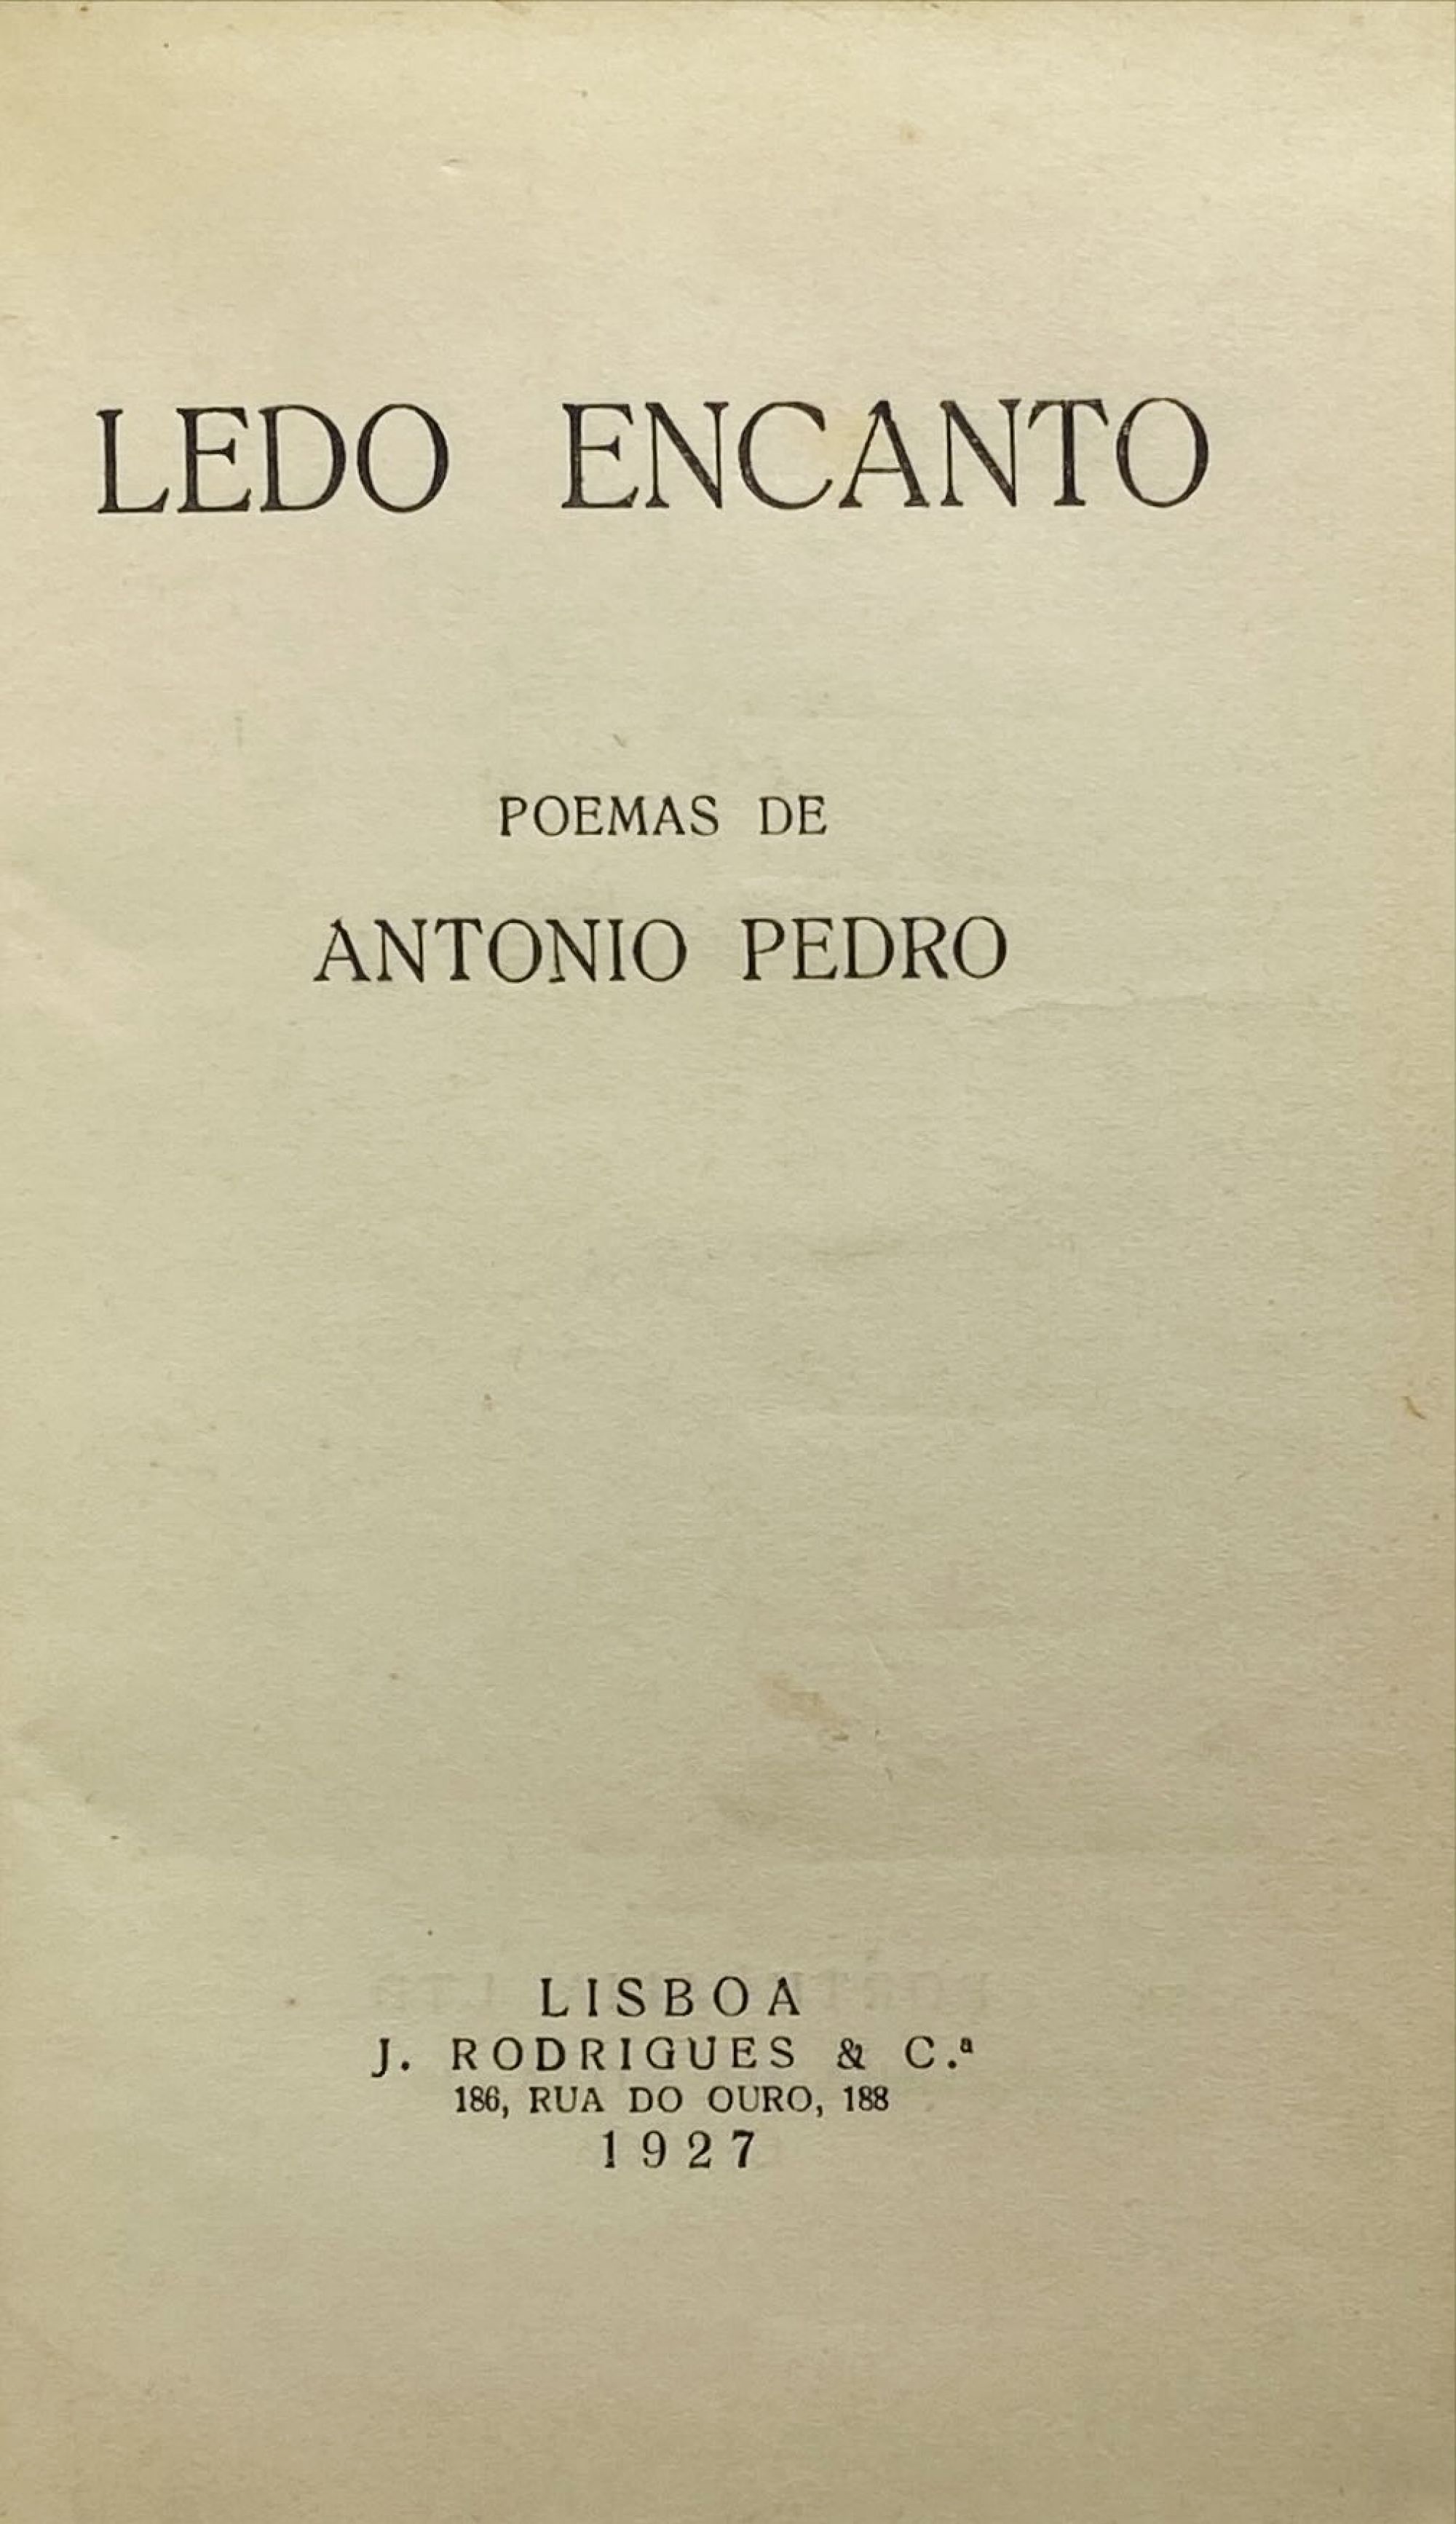 LEDO ENCANTO
POEMAS DE
ANTONIO PEDRO
LISBOA
J. RODRIGUES & C.ª
186, RUA DO OURO, 188
1927